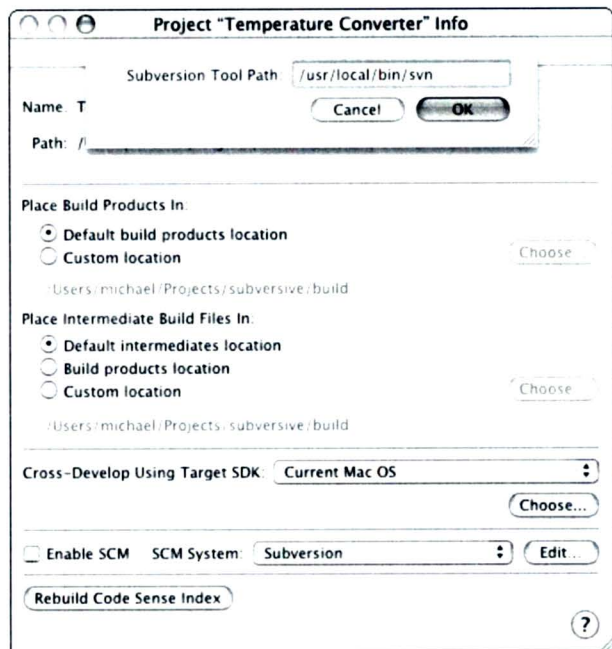 Project “Temperature Converter” Info
Subversion Tool Path: /usr/local/bin/svn
Name: T
Cancel OK
Path: /
Place Build Products In:
Default build products location
Custom location
Choose...
/Users/michael/Projects/subversive/build
Place Intermediate Build Files In:
Default intermediates location
Build products location
Custom location
Choose...
/Users/michael/Projects/subversive/build
Cross-Develop Using Target SDK: Current Mac OS
Choose...
Enable SCM SCM System: Subversion Edit...
Rebuild Code Sense Index
?